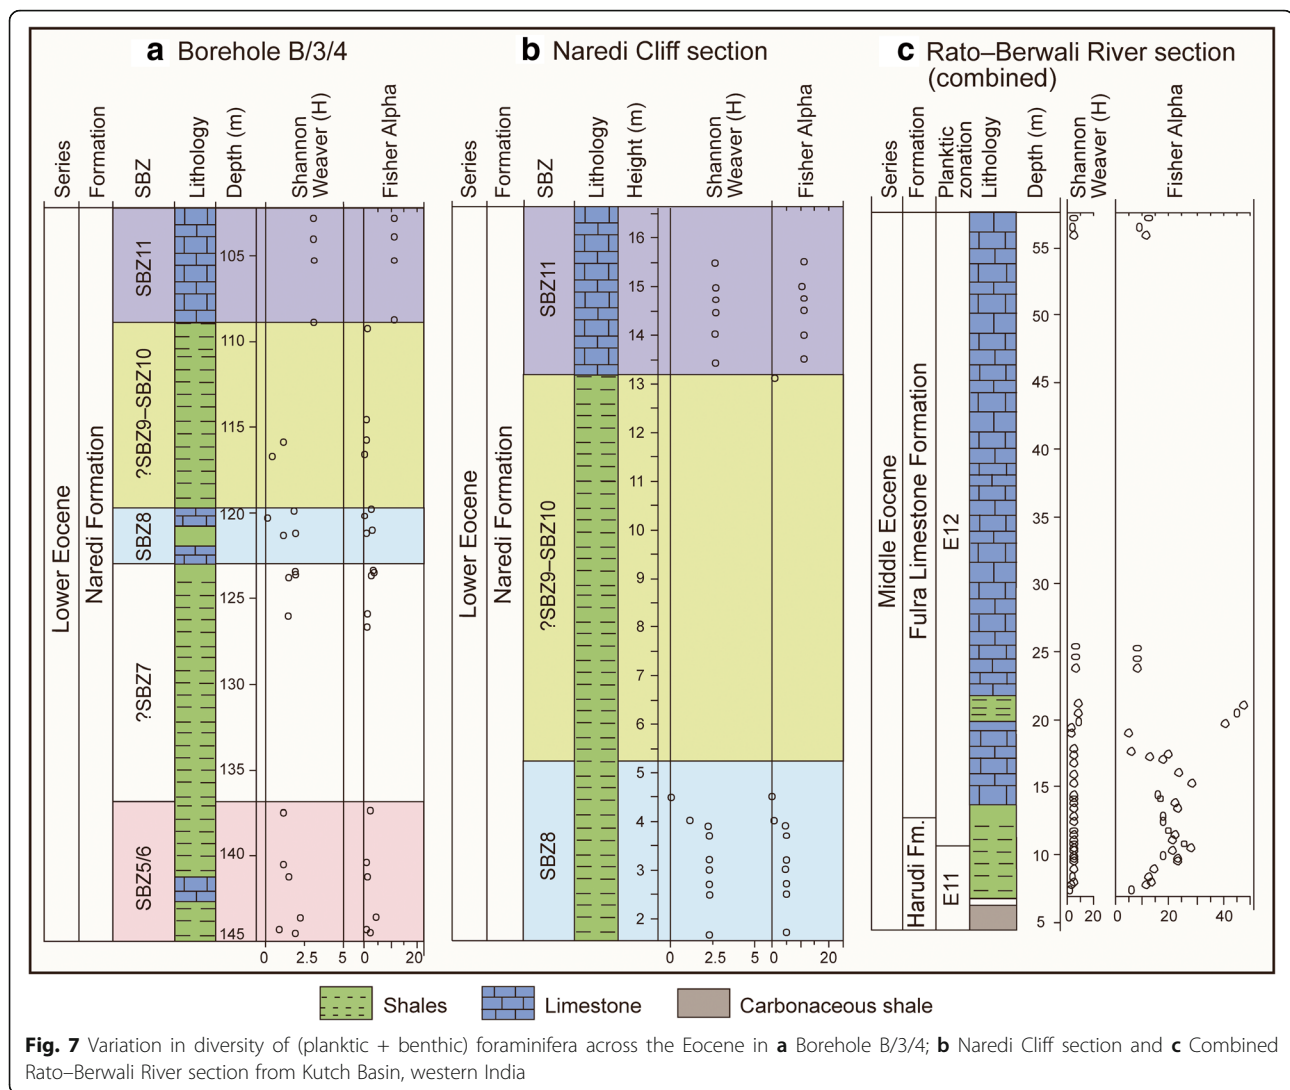 a Borehole B/3/4
Series
Formation
SBZ
Lithology
Depth (m)
Shannon
Weaver (H)
Fisher Alpha
Lower Eocene
Naredi Formation
SBZ11
?SBZ9–SBZ10
SBZ8
?SBZ7
SBZ5/6
105
110
115
120
125
130
135
140
145
0 2.5 5 0 20
b Naredi Cliff section
Series
Formation
SBZ
Lithology
Height (m)
Shannon
Weaver (H)
Fisher Alpha
Lower Eocene
Naredi Formation
SBZ11
?SBZ9–SBZ10
SBZ8
16
15
14
13
12
11
10
9
8
7
6
5
4
3
2
0 2.5 5 0 20
c Rato–Berwali River section
(combined)
Series
Formation
Planktic
zonation
Lithology
Depth (m)
Shannon
Weaver (H)
Fisher Alpha
Middle Eocene
Fulra Limestone Formation
Harudi Fm.
E12
E11
55
50
45
40
35
30
25
20
15
10
5
0 20 0 20 40
Shales Limestone Carbonaceous shale
Fig. 7 Variation in diversity of (planktic + benthic) foraminifera across the Eocene in a Borehole B/3/4; b Naredi Cliff section and c Combined
Rato–Berwali River section from Kutch Basin, western India